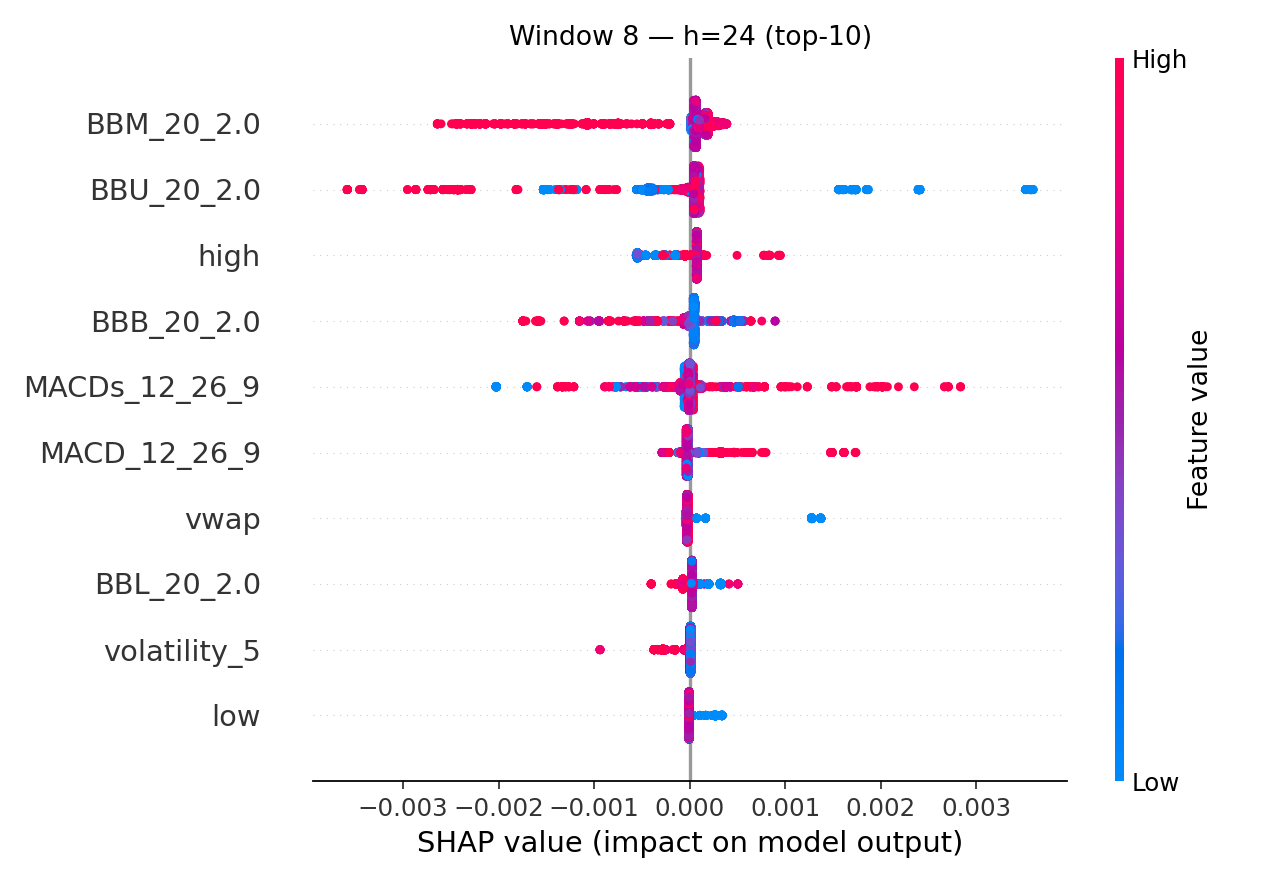 Window 8 — h=24 (top-10)
High
BBM_20_2.0
BBU_20_2.0
high
BBB_20_2.0
MACDs_12_26_9
MACD_12_26_9
vwap
BBL_20_2.0
volatility_5
low
Feature value
Low
−0.003 −0.002 −0.001 0.000 0.001 0.002 0.003
SHAP value (impact on model output)